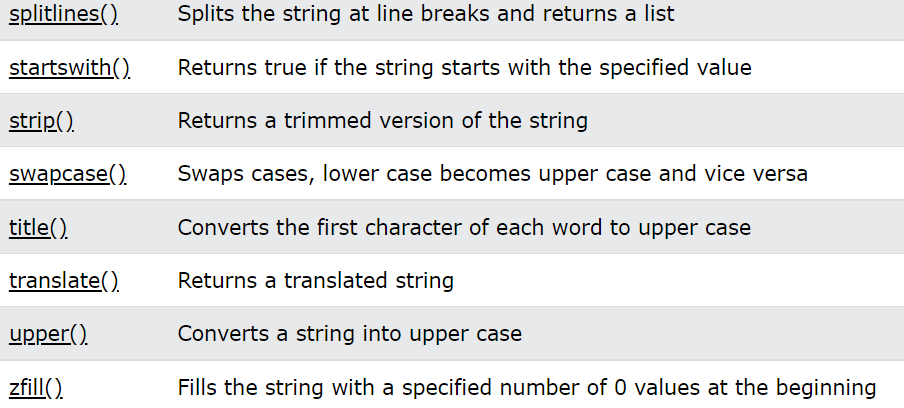 splitlines() Splits the string at line breaks and returns a list
startswith() Returns true if the string starts with the specified value
strip() Returns a trimmed version of the string
swapcase() Swaps cases, lower case becomes upper case and vice versa
title() Converts the first character of each word to upper case
translate() Returns a translated string
upper() Converts a string into upper case
zfill() Fills the string with a specified number of 0 values at the beginning